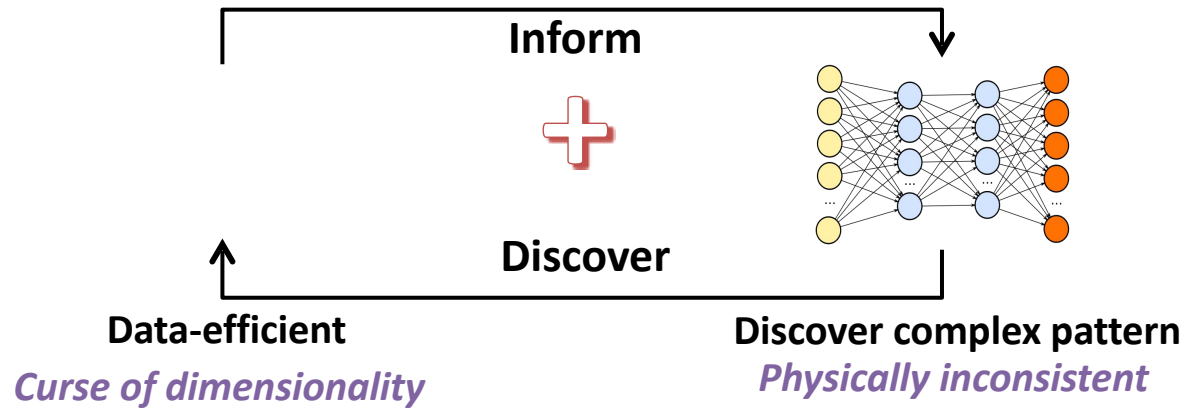 Inform
...
...
...
...
Discover
Data-efficient
Discover complex pattern
Curse of dimensionality
Physically inconsistent